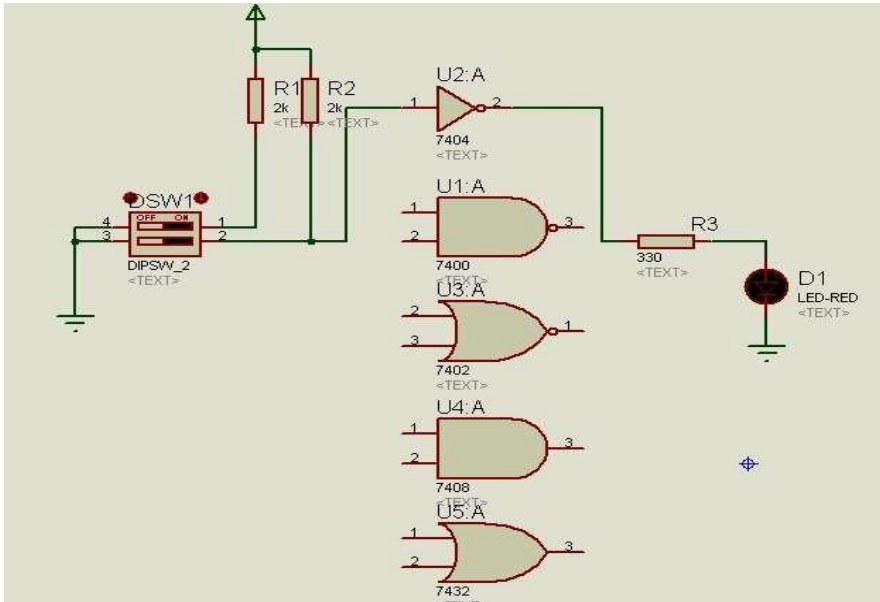 R1 R2
2k 2k
<TEXT> <TEXT>
DSW1
OFF ON
4 1
3 2
DIPSW_2
<TEXT>
U2:A
1 2
7404
<TEXT>
U1:A
1
2
3
7400
<TEXT>
U3:A
2
3
1
7402
<TEXT>
U4:A
1
2
3
7408
<TEXT>
U5:A
1
2
3
7432
R3
330
<TEXT>
D1
LED-RED
<TEXT>